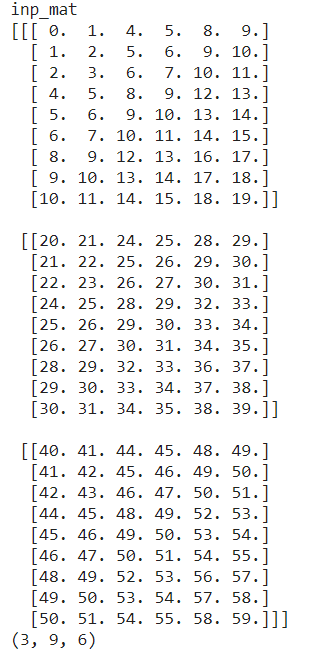 inp_mat
[[[ 0.  1.  4.  5.  8.  9.]
  [ 1.  2.  5.  6.  9. 10.]
  [ 2.  3.  6.  7. 10. 11.]
  [ 4.  5.  8.  9. 12. 13.]
  [ 5.  6.  9. 10. 13. 14.]
  [ 6.  7. 10. 11. 14. 15.]
  [ 8.  9. 12. 13. 16. 17.]
  [ 9. 10. 13. 14. 17. 18.]
  [10. 11. 14. 15. 18. 19.]]

 [[20. 21. 24. 25. 28. 29.]
  [21. 22. 25. 26. 29. 30.]
  [22. 23. 26. 27. 30. 31.]
  [24. 25. 28. 29. 32. 33.]
  [25. 26. 29. 30. 33. 34.]
  [26. 27. 30. 31. 34. 35.]
  [28. 29. 32. 33. 36. 37.]
  [29. 30. 33. 34. 37. 38.]
  [30. 31. 34. 35. 38. 39.]]

 [[40. 41. 44. 45. 48. 49.]
  [41. 42. 45. 46. 49. 50.]
  [42. 43. 46. 47. 50. 51.]
  [44. 45. 48. 49. 52. 53.]
  [45. 46. 49. 50. 53. 54.]
  [46. 47. 50. 51. 54. 55.]
  [48. 49. 52. 53. 56. 57.]
  [49. 50. 53. 54. 57. 58.]
  [50. 51. 54. 55. 58. 59.]]]
(3, 9, 6)